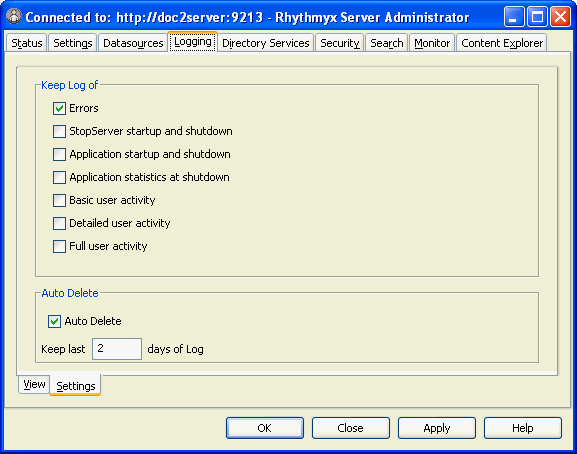 Connected to: http://doc2server:9213 - Rhythmyx Server Administrator
Status Settings Datasources Logging Directory Services Security Search Monitor Content Explorer
Keep Log of
Errors
StopServer startup and shutdown
Application startup and shutdown
Application statistics at shutdown
Basic user activity
Detailed user activity
Full user activity
Auto Delete
Auto Delete
Keep last 2 days of Log
View Settings
OK Close Apply Help